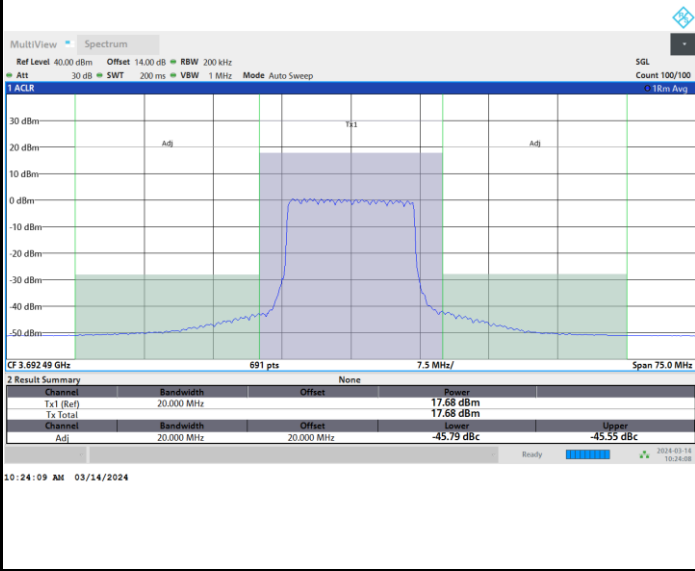 MultiView Spectrum
Ref Level 40.00 dBm Offset 14.00 dB RBW 200 kHz SGL
Att 30 dB SWT 200 ms VBW 1 MHz Mode Auto Sweep Count 100/100
1 ACLR 1Rm Avg
30 dBm
Tx1
Adj Adj
20 dBm
10 dBm
0 dBm
-10 dBm
-20 dBm
-30 dBm
-40 dBm
-50 dBm
CF 3.692 49 GHz 691 pts 7.5 MHz/ Span 75.0 MHz
2 Result Summary None
Channel Bandwidth Offset Power
Tx1 (Ref) 20.000 MHz 17.68 dBm
Tx Total 17.68 dBm
Channel Bandwidth Offset Lower Upper
Adj 20.000 MHz 20.000 MHz -45.79 dBc -45.55 dBc
Ready 2024-03-14
10:24:08
10:24:09 AM 03/14/2024